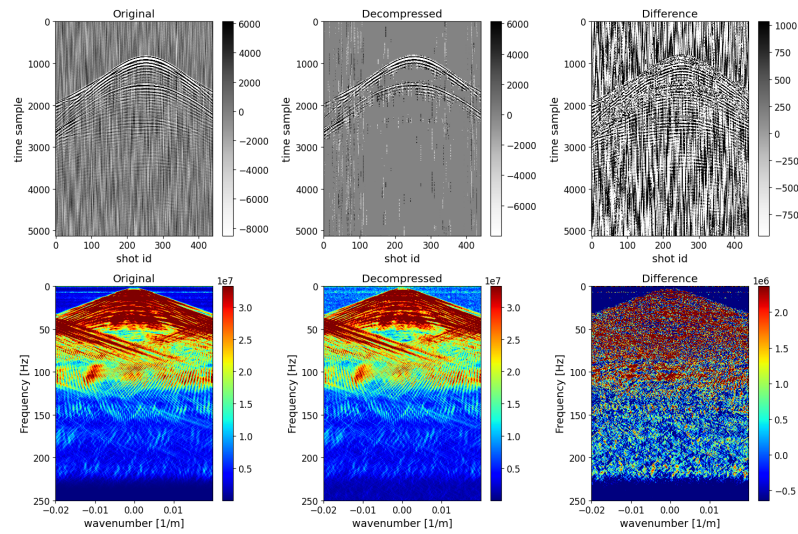 Original
Decompressed
Difference
0
1000
2000
3000
4000
5000
time sample
0 100 200 300 400
shot id
6000
4000
2000
0
−2000
−4000
−6000
−8000
0
1000
2000
3000
4000
5000
time sample
0 100 200 300 400
shot id
6000
4000
2000
0
−2000
−4000
−6000
0
1000
2000
3000
4000
5000
time sample
0 100 200 300 400
shot id
1000
750
500
250
0
−250
−500
−750
Original
Decompressed
Difference
0
50
100
150
200
250
Frequency [Hz]
−0.02 −0.01 0.00 0.01
wavenumber [1/m]
1e7
3.0
2.5
2.0
1.5
1.0
0.5
0
50
100
150
200
250
Frequency [Hz]
−0.02 −0.01 0.00 0.01
wavenumber [1/m]
1e7
3.0
2.5
2.0
1.5
1.0
0.5
0
50
100
150
200
250
Frequency [Hz]
−0.02 −0.01 0.00 0.01
wavenumber [1/m]
1e6
2.0
1.5
1.0
0.5
0.0
−0.5